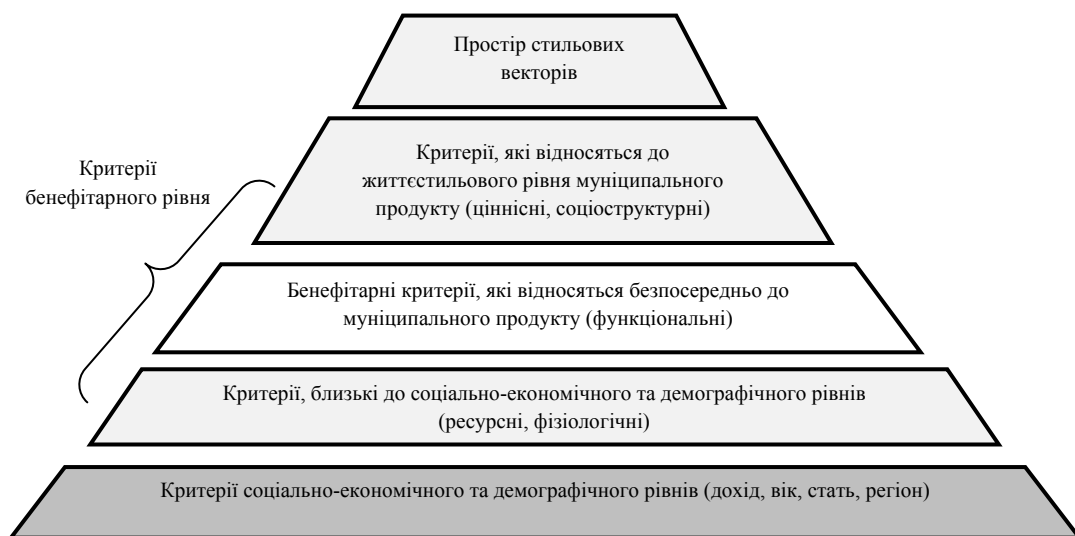 Простір стильових
векторів
Критерії, які відносяться до
життєстильового рівня муніципального
продукту (ціннісні, соціоструктурні)
Критерії
бенефітарного рівня
Бенефітарні критерії, які відносяться безпосередньо до
муніципального продукту (функціональні)
Критерії, близькі до соціально-економічного та демографічного рівнів
(ресурсні, фізіологічні)
Критерії соціально-економічного та демографічного рівнів (дохід, вік, стать, регіон)